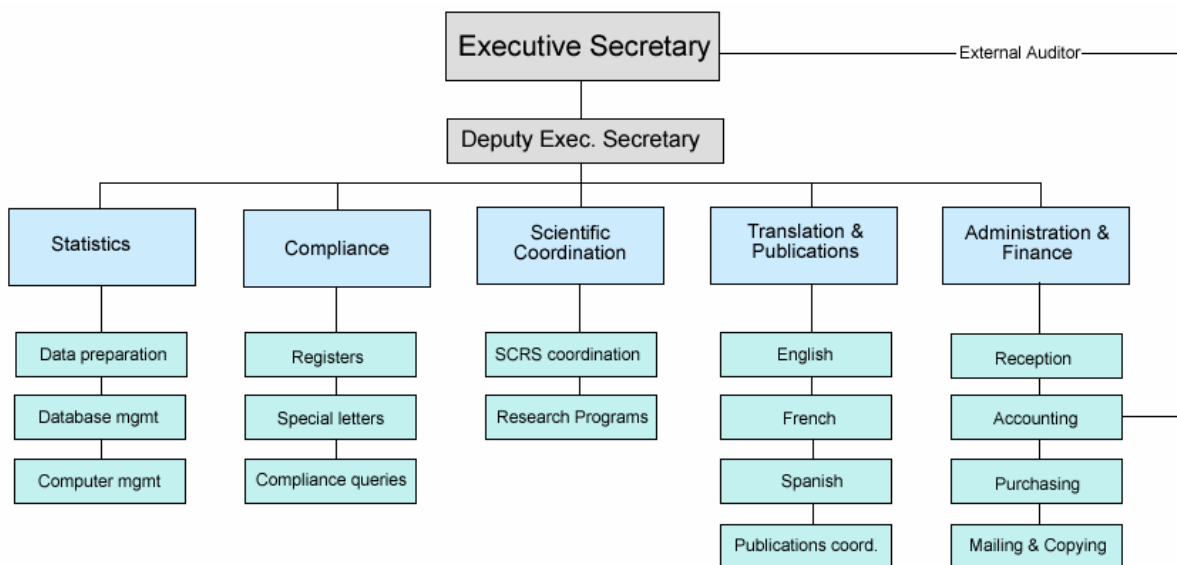 Executive Secretary
External Auditor
Deputy Exec. Secretary
Statistics
Compliance
Scientific
Coordination
Translation &
Publications
Administration &
Finance
Data preparation
Registers
SCRS coordination
English
Reception
Database mgmt
Special letters
Research Programs
French
Accounting
Computer mgmt
Compliance queries
Spanish
Purchasing
Publications coord.
Mailing & Copying